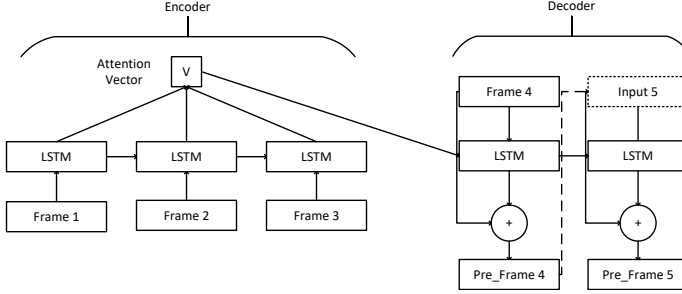 Encoder
Decoder
Attention
Vector
V
Frame 4
Input 5
LSTM
LSTM
LSTM
LSTM
LSTM
Frame 1
Frame 2
Frame 3
+
+
Pre_Frame 4
Pre_Frame 5